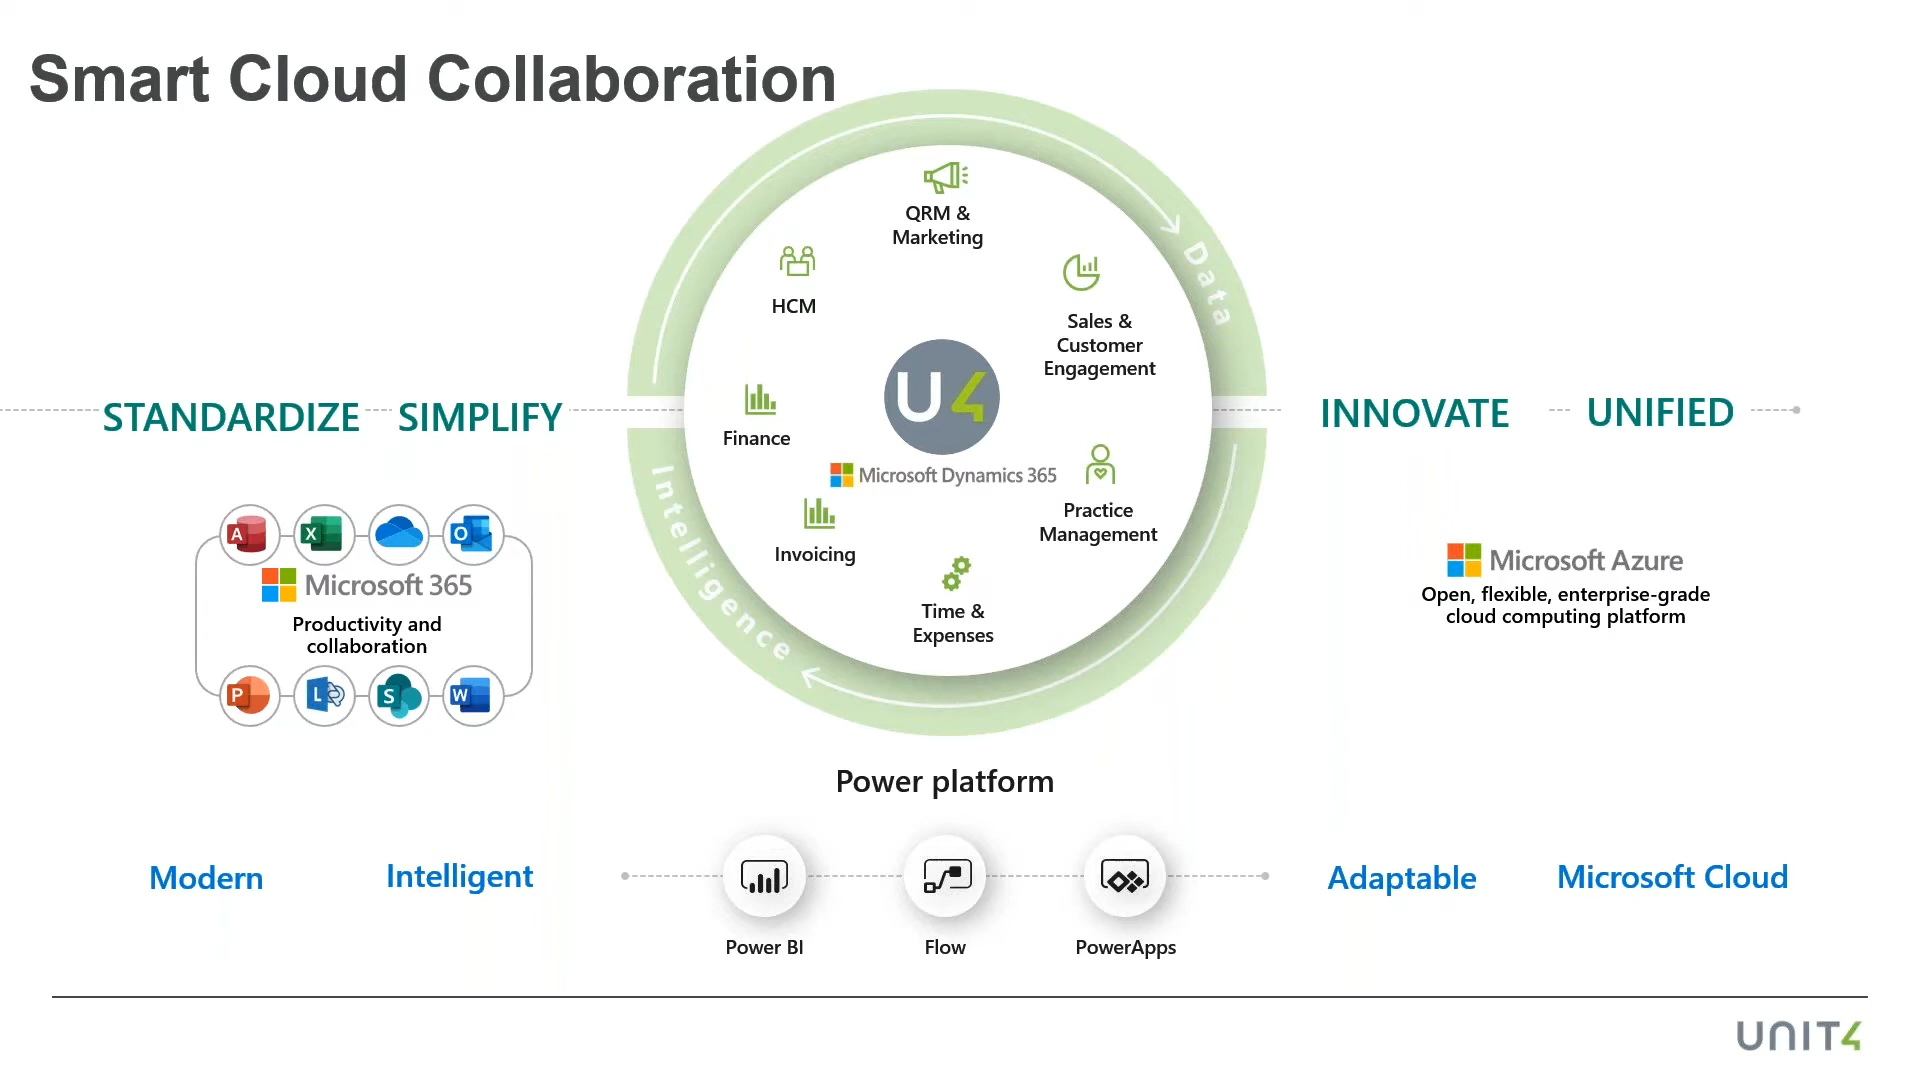 Smart Cloud Collaboration
QRM &
Marketing
HCM
Data
Sales &
Customer
Engagement
U4
STANDARDIZE
SIMPLIFY
INNOVATE
UNIFIED
Finance
Microsoft Dynamics 365
Practice
Management
Invoicing
Time &
Expenses
Intelligence
A
X
O
Microsoft 365
Productivity and
collaboration
P
L
S
W
Microsoft Azure
Open, flexible, enterprise-grade
cloud computing platform
Power platform
Modern
Intelligent
Adaptable
Microsoft Cloud
Power BI
Flow
PowerApps
UNIT4